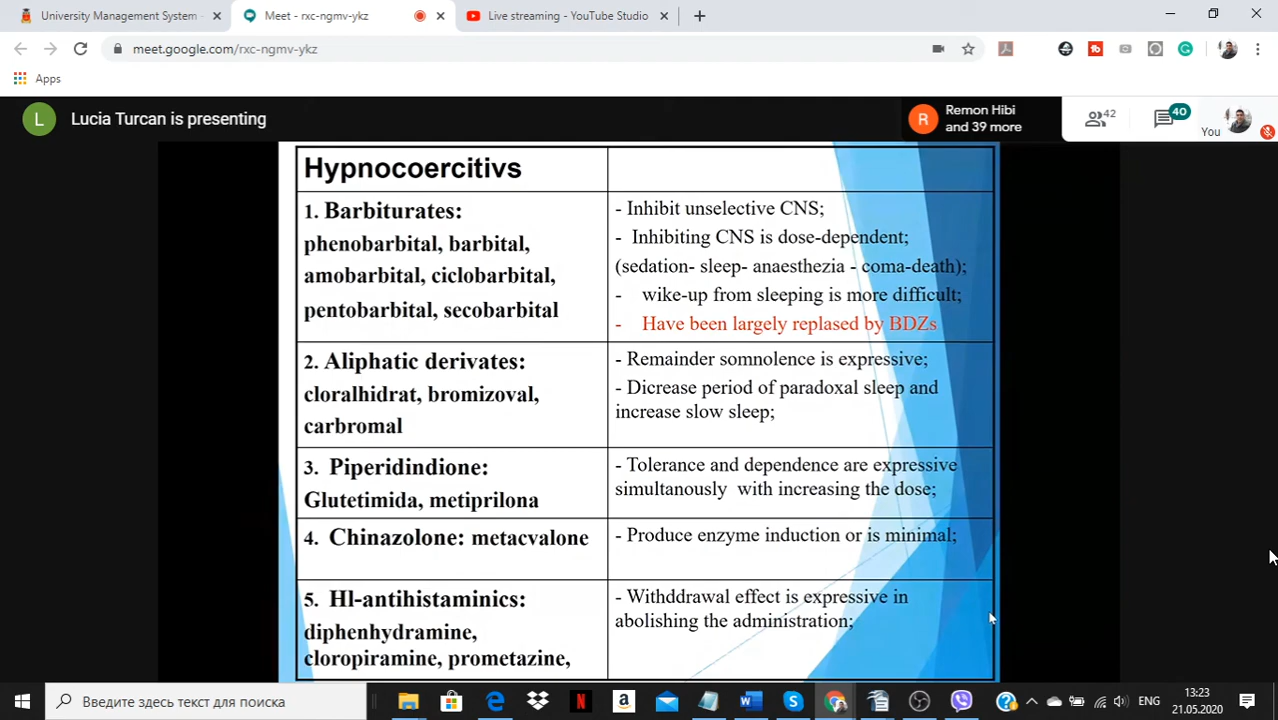 University Management System -
Meet - rxc-ngmv-ykz
Live streaming - YouTube Studio
meet.google.com/rxc-ngmv-ykz
Apps
L
Lucia Turcan is presenting
R
Remon Hibi
and 39 more
42
40
You
Hypnocoercitivs
1. Barbiturates:
phenobarbital, barbital,
amobarbital, ciclobarbital,
pentobarbital, secobarbital
- Inhibit unselective CNS;
- Inhibiting CNS is dose-dependent;
(sedation- sleep- anaesthezia - coma-death);
- wike-up from sleeping is more difficult;
- Have been largely replased by BDZs
2. Aliphatic derivates:
cloralhidrat, bromizoval,
carbromal
- Remainder somnolence is expressive;
- Dicrease period of paradoxal sleep and
increase slow sleep;
3. Piperidindione:
Glutetimida, metiprilona
- Tolerance and dependence are expressive
simultanously with increasing the dose;
4. Chinazolone: metacvalone
- Produce enzyme induction or is minimal;
5. Hl-antihistaminics:
diphenhydramine,
cloropiramine, prometazine,
- Withddrawal effect is expressive in
abolishing the administration;
Введите здесь текст для поиска
ENG
13:23
21.05.2020